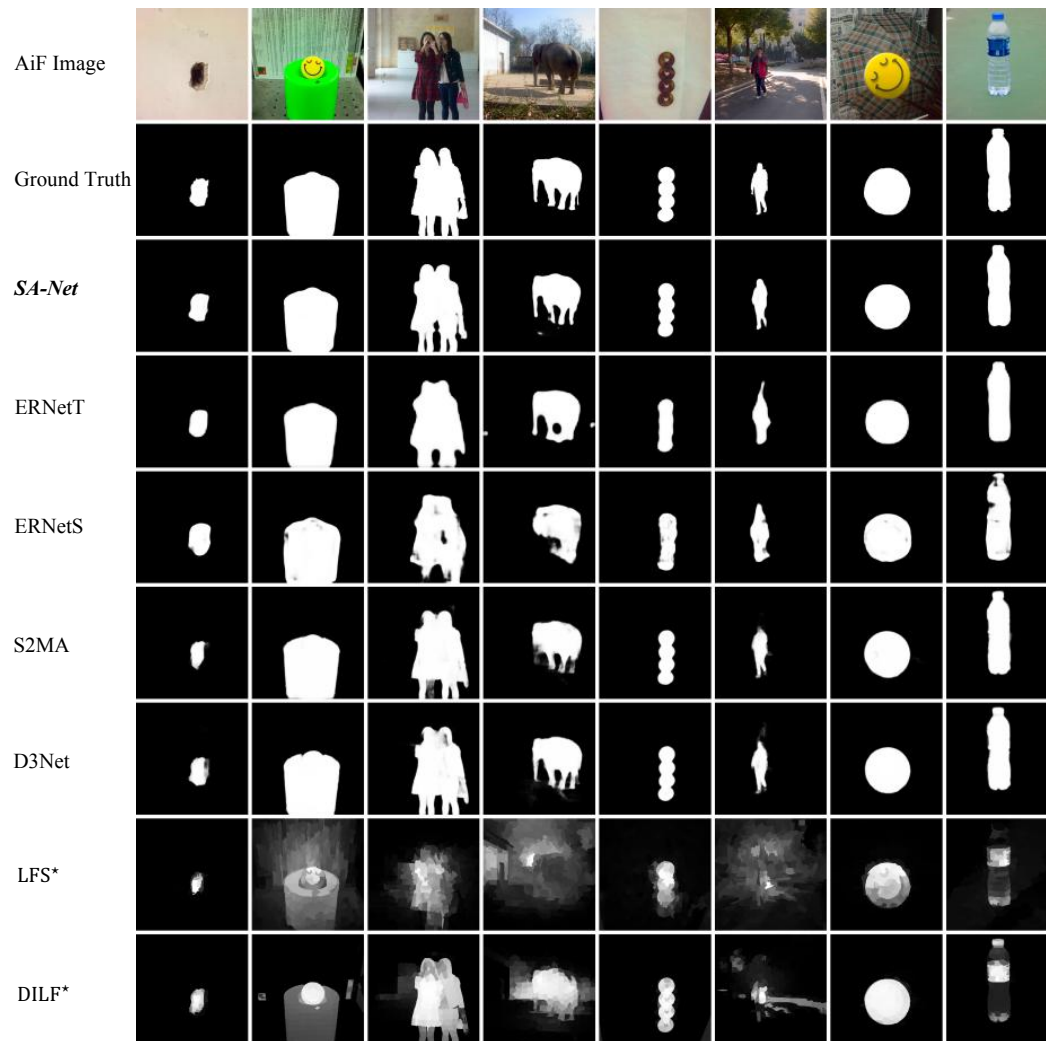 AiF Image
Ground Truth
SA-Net
ERNetT
ERNetS
S2MA
D3Net
LFS★
DILF★